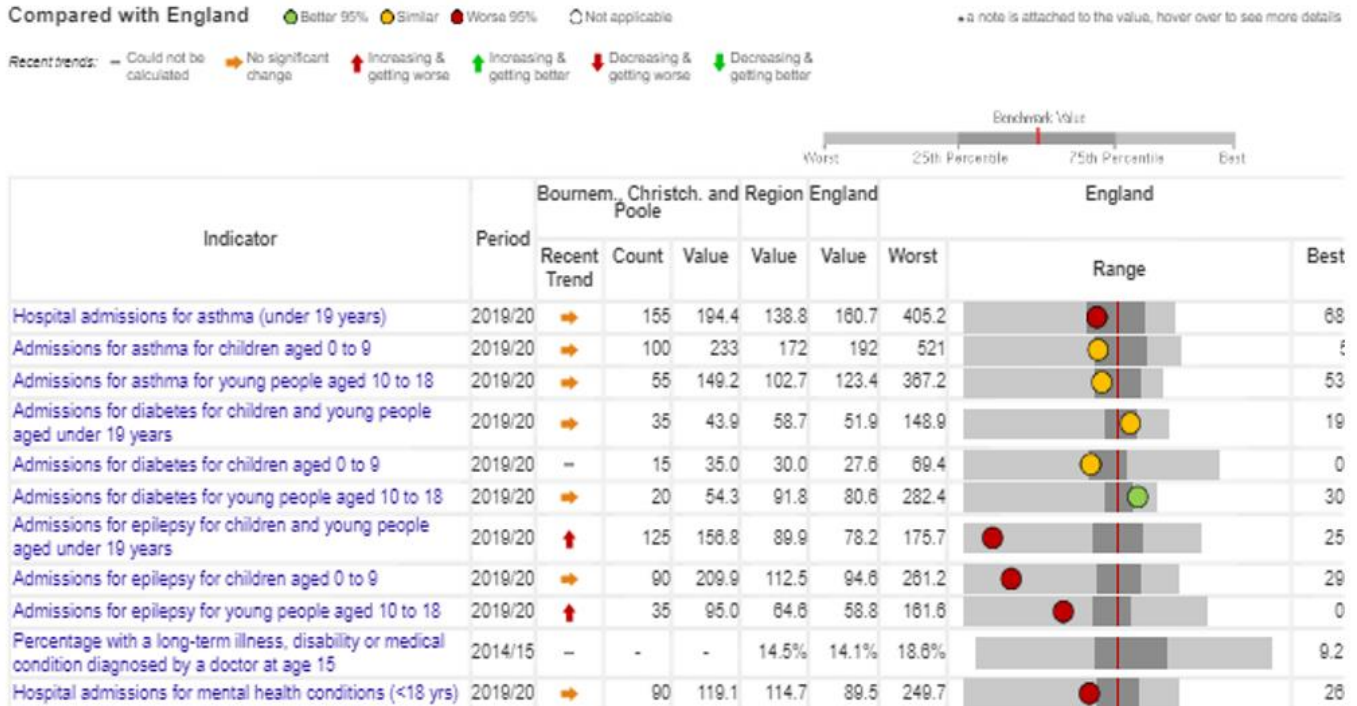 Compared with England Better 95% Similar Worse 95% Not applicable
a note is attached to the value, hover over to see more details
Recent trends: – Could not be calculated No significant change Increasing & getting worse Increasing & getting better Decreasing & getting worse Decreasing & getting better
Benchmark Value
Worst 25th Percentile 75th Percentile Best
Indicator Period Bournem., Christch. and Poole Region England England
Recent Trend Count Value Value Value Worst Range Best
Hospital admissions for asthma (under 19 years) 2019/20 155 194.4 138.8 160.7 405.2 68
Admissions for asthma for children aged 0 to 9 2019/20 100 233 172 192 521
Admissions for asthma for young people aged 10 to 18 2019/20 55 149.2 102.7 123.4 367.2 53
Admissions for diabetes for children and young people
aged under 19 years 2019/20 35 43.9 58.7 51.9 148.9 19
Admissions for diabetes for children aged 0 to 9 2019/20 – 15 35.0 30.0 27.6 69.4 0
Admissions for diabetes for young people aged 10 to 18 2019/20 20 54.3 91.8 80.6 282.4 30
Admissions for epilepsy for children and young people
aged under 19 years 2019/20 125 156.8 89.9 78.2 175.7 25
Admissions for epilepsy for children aged 0 to 9 2019/20 90 209.9 112.5 94.6 261.2 29
Admissions for epilepsy for young people aged 10 to 18 2019/20 35 95.0 64.6 58.8 161.6 0
Percentage with a long-term illness, disability or medical
condition diagnosed by a doctor at age 15 2014/15 – - - 14.5% 14.1% 18.6% 9.2
Hospital admissions for mental health conditions (<18 yrs) 2019/20 90 119.1 114.7 89.5 249.7 26